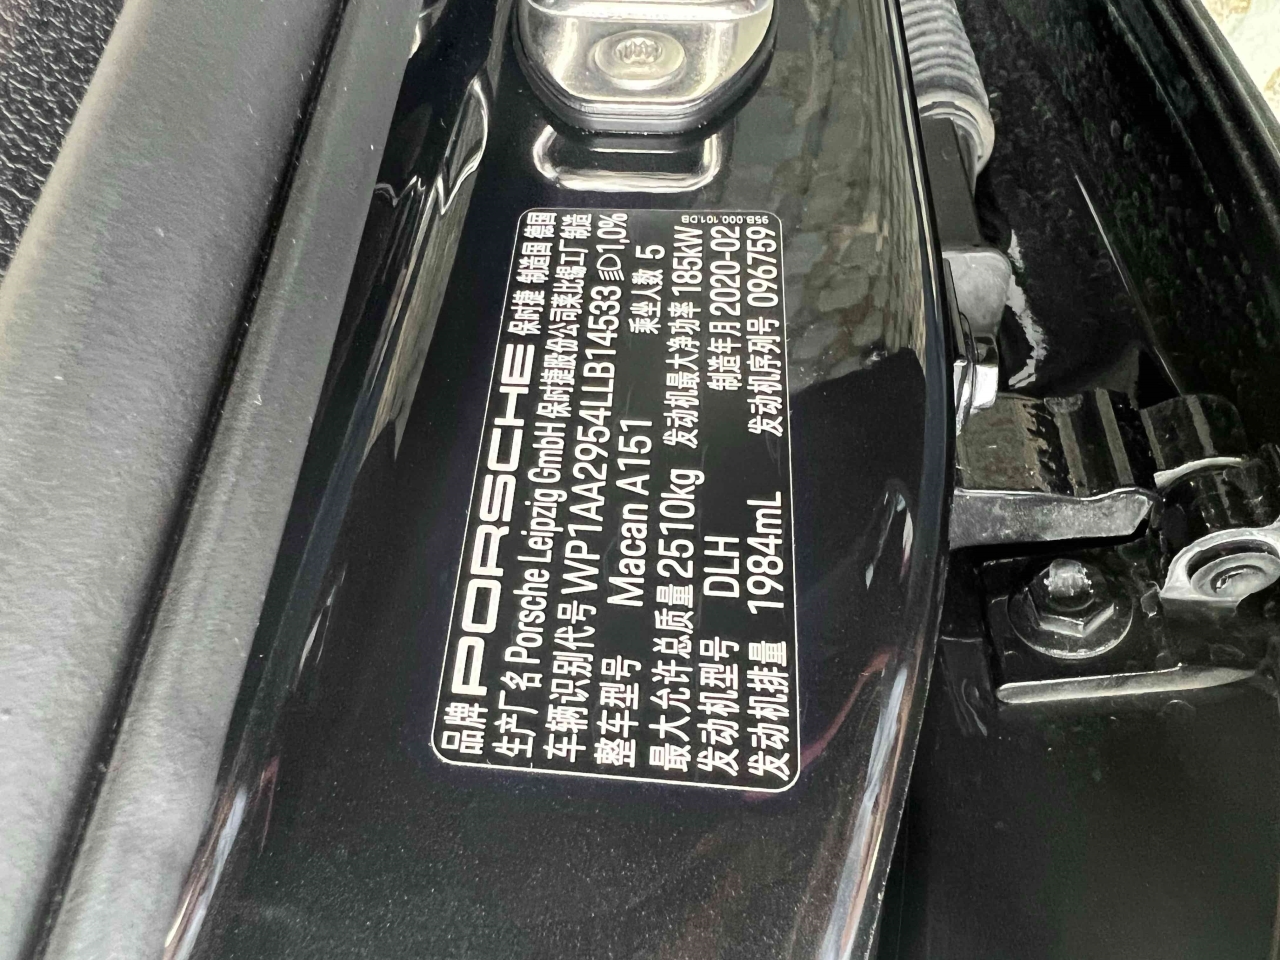 品牌 PORSCHE 保时捷 制造国 德国
生产厂名 Porsche Leipzig GmbH 保时捷股份公司莱比锡工厂制造
车辆识别代号 WP1AA2954LLB14533 1,0%
整车型号 Macan A151 乘坐人数 5
最大允许总质量 2510kg 发动机最大净功率 185kW
发动机型号 DLH 制造年月 2020-02
发动机排量 1984mL 发动机序列号 096759
95B.000.101.DB